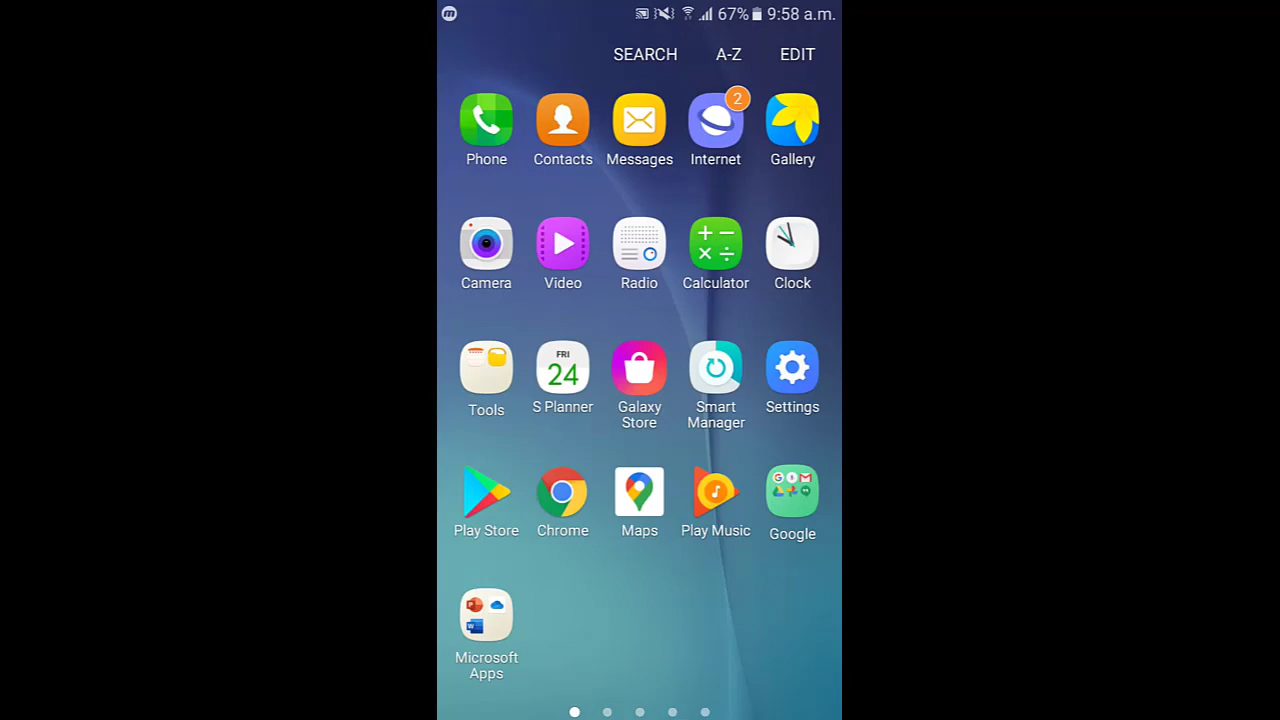 67% 9:58 a.m.
SEARCH A-Z EDIT
2
Phone Contacts Messages Internet Gallery
Camera Video Radio Calculator Clock
FRI
24
Tools S Planner Galaxy Store Smart Manager Settings
Play Store Chrome Maps Play Music Google
Microsoft Apps